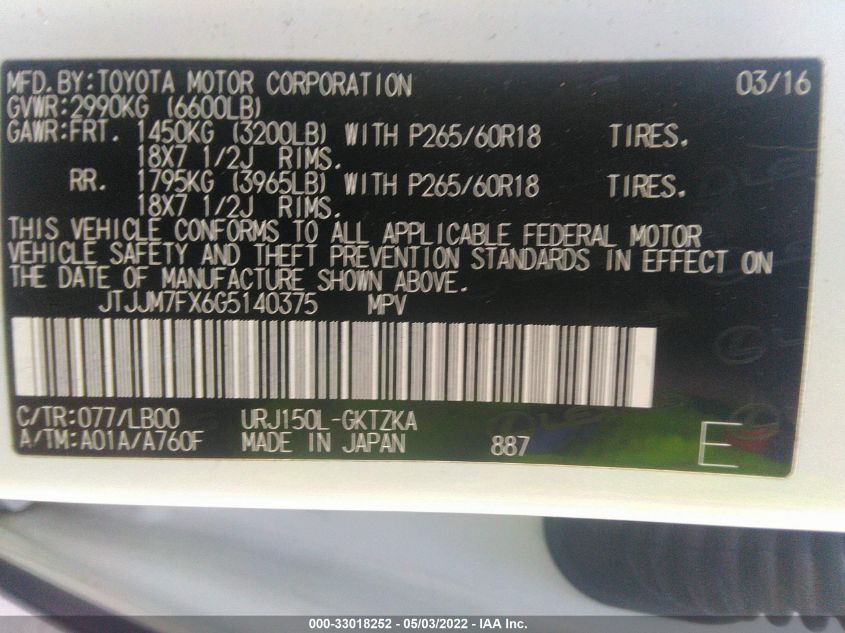 MFD.BY:TOYOTA MOTOR CORPORATION 03/16
GVWR:2990KG (6600LB)
GAWR:FRT. 1450KG (3200LB) WITH P265/60R18 TIRES.
18X7 1/2J RIMS.
RR. 1795KG (3965LB) WITH P265/60R18 TIRES.
18X7 1/2J RIMS.
THIS VEHICLE CONFORMS TO ALL APPLICABLE FEDERAL MOTOR
VEHICLE SAFETY AND THEFT PREVENTION STANDARDS IN EFFECT ON
THE DATE OF MANUFACTURE SHOWN ABOVE.
JTJJM7FX6G5140375 MPV
C/TR:077/LB00 URJ150L-GKTZKA
A/TM:A01A/A760F MADE IN JAPAN 887 E
000-33018252 - 05/03/2022 - IAA Inc.